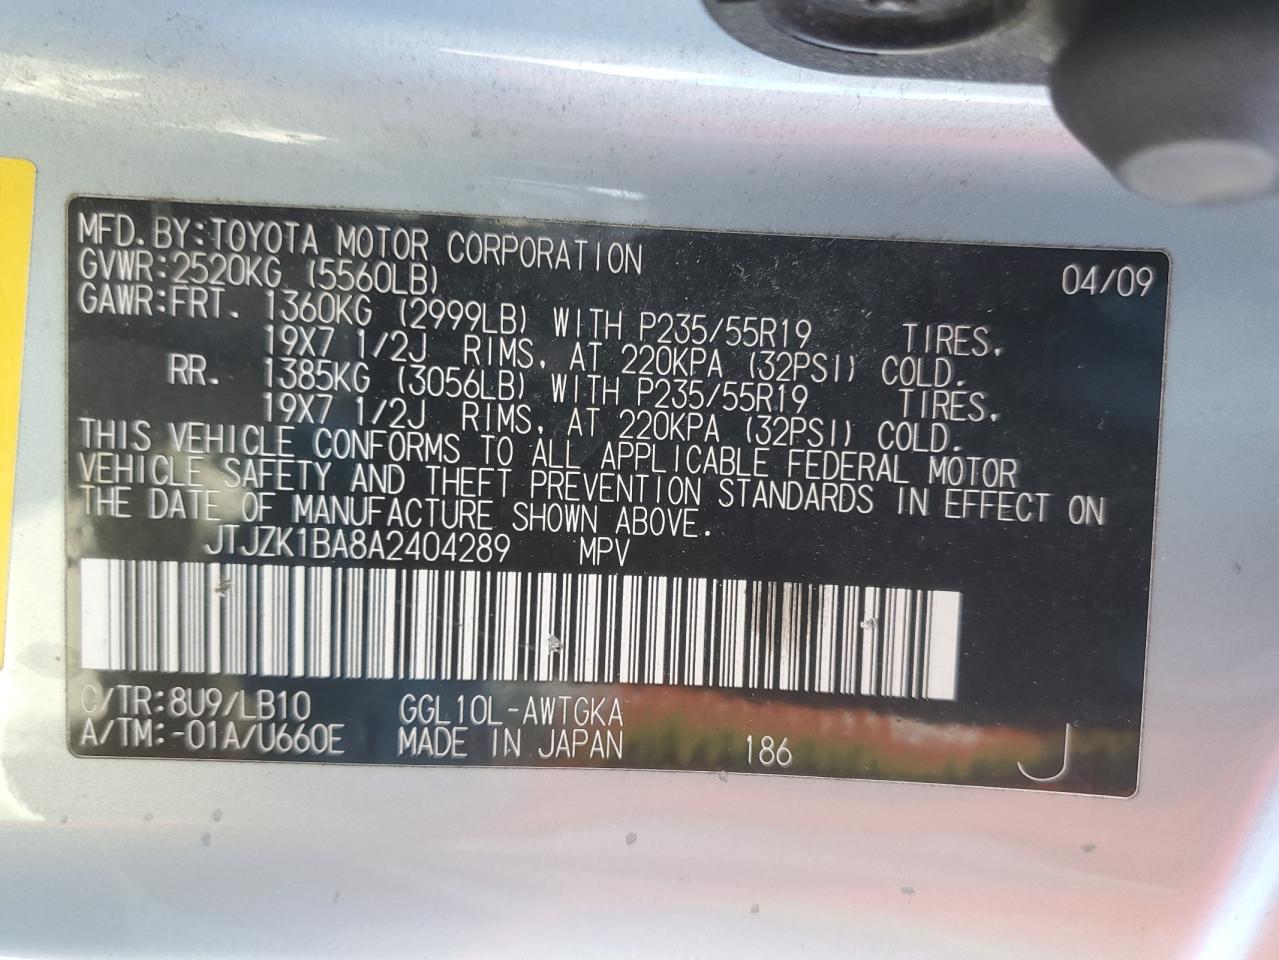 MFD. BY:TOYOTA MOTOR CORPORATION 04/09
GVWR:2520KG (5560LB)
GAWR:FRT. 1360KG (2999LB) WITH P235/55R19 TIRES,
19X7 1/2J RIMS, AT 220KPA (32PSI) COLD.
RR. 1385KG (3056LB) WITH P235/55R19 TIRES,
19X7 1/2J RIMS, AT 220KPA (32PSI) COLD.
THIS VEHICLE CONFORMS TO ALL APPLICABLE FEDERAL MOTOR
VEHICLE SAFETY AND THEFT PREVENTION STANDARDS IN EFFECT ON
THE DATE OF MANUFACTURE SHOWN ABOVE.
JTJZK1BA8A2404289 MPV
C/TR:8U9/LB10 GGL10L-AWTGKA
A/TM:-01A/U660E MADE IN JAPAN 186 J